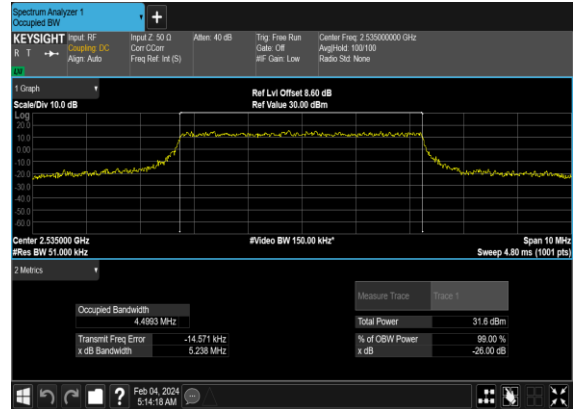 Spectrum Analyzer 1
Occupied BW
KEYSIGHT Input: RF Input Z: 50 Ω Atten: 40 dB Trig: Free Run Center Freq: 2.535000000 GHz
R T Coupling: DC Corr CCorr Gate: Off Avg|Hold: 100/100
Align: Auto Freq Ref: Int (S) #IF Gain: Low Radio Std: None
1 Graph
Ref Lvl Offset 8.60 dB
Scale/Div 10.0 dB Ref Value 30.00 dBm
Log
20.0
10.0
0.00
-10.0
-20.0
-30.0
-40.0
-50.0
-60.0
Center 2.535000 GHz #Video BW 150.00 kHz* Span 10 MHz
#Res BW 51.000 kHz Sweep 4.80 ms (1001 pts)
2 Metrics
Measure Trace Trace 1
Occupied Bandwidth
4.4993 MHz Total Power 31.6 dBm
Transmit Freq Error -14.571 kHz % of OBW Power 99.00 %
x dB Bandwidth 5.238 MHz x dB -26.00 dB
Feb 04, 2024
5:14:18 AM